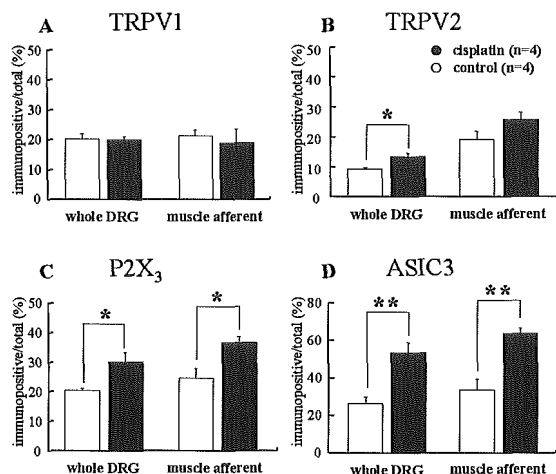 A TRPV1
immunopositive/total (%)
50
40
30
20
10
0
whole DRG muscle afferent
B TRPV2
immunopositive/total (%)
50
40
30
20
10
0
cisplatin (n=4)
control (n=4)
*
whole DRG muscle afferent
C P2X3
immunopositive/total (%)
50
40
30
20
10
0
*
*
whole DRG muscle afferent
D ASIC3
immunopositive/total (%)
80
60
40
20
0
**
**
whole DRG muscle afferent